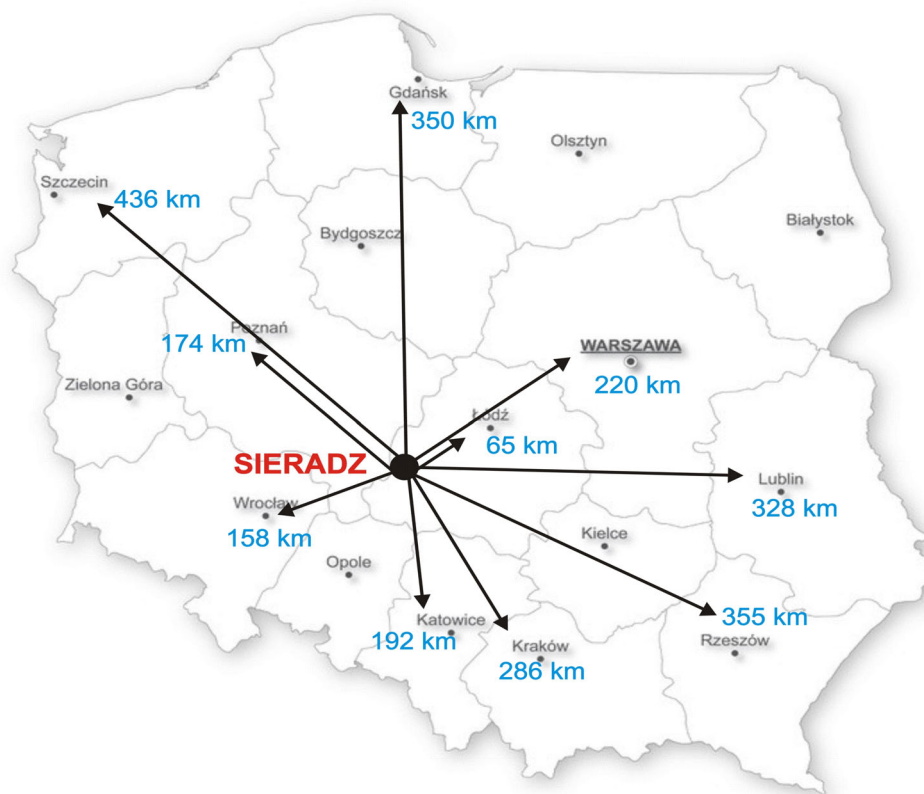 Gdańsk
350 km
Olsztyn
Szczecin
436 km
Białystok
Bydgoszcz
Poznań
174 km
WARSZAWA
220 km
Zielona Góra
Łódź
65 km
SIERADZ
Lublin
328 km
Wrocław
158 km
Kielce
Opole
355 km
Katowice
192 km
Rzeszów
Kraków
286 km